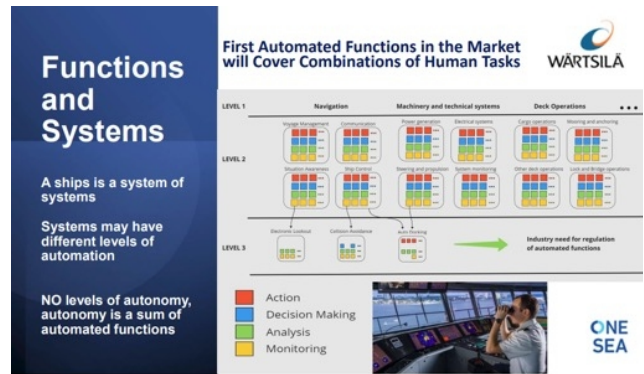 Functions
and
Systems
A ships is a system of
systems
Systems may have
different levels of
automation
NO levels of autonomy,
autonomy is a sum of
automated functions
First Automated Functions in the Market
will Cover Combinations of Human Tasks
WÄRTSILÄ
LEVEL 1
Navigation
Machinery and technical systems
Deck Operations
LEVEL 2
Voyage Management
Communication
Power generation
Electrical systems
Cargo operations
Mooring and anchoring
Situation Awareness
Ship Control
Steering and propulsion
System monitoring
Other deck operations
Lock and Bridge operations
LEVEL 3
Electronic Lookout
Collision Avoidance
Auto Docking
Industry need for regulation
of automated functions
Action
Decision Making
Analysis
Monitoring
ONE
SEA